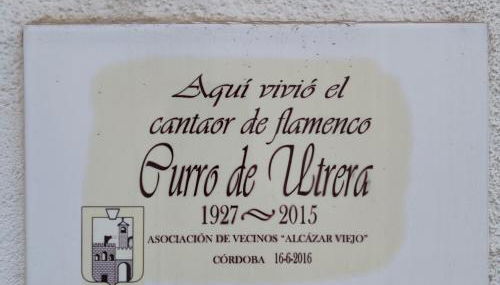 Aquí vivió el
cantaor de flamenco
Curro de Utrera
1927~2015
ASOCIACIÓN DE VECINOS "ALCÁZAR VIEJO"
CÓRDOBA 16-6-2016